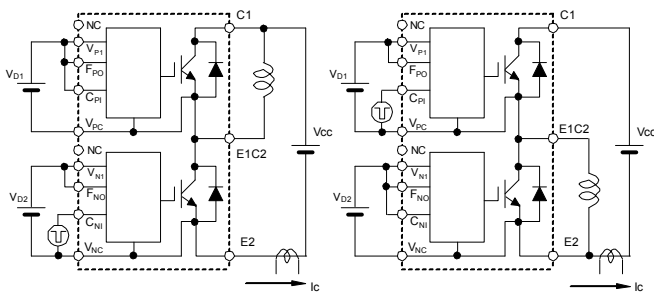 NC
VP1
FPO
CPI
VPC
VD1
NC
VN1
FNO
CNI
VNC
VD2
C1
E1C2
E2
Vcc
Ic
NC
VP1
FPO
CPI
VPC
VD1
NC
VN1
FNO
CNI
VNC
VD2
C1
E1C2
E2
Vcc
Ic